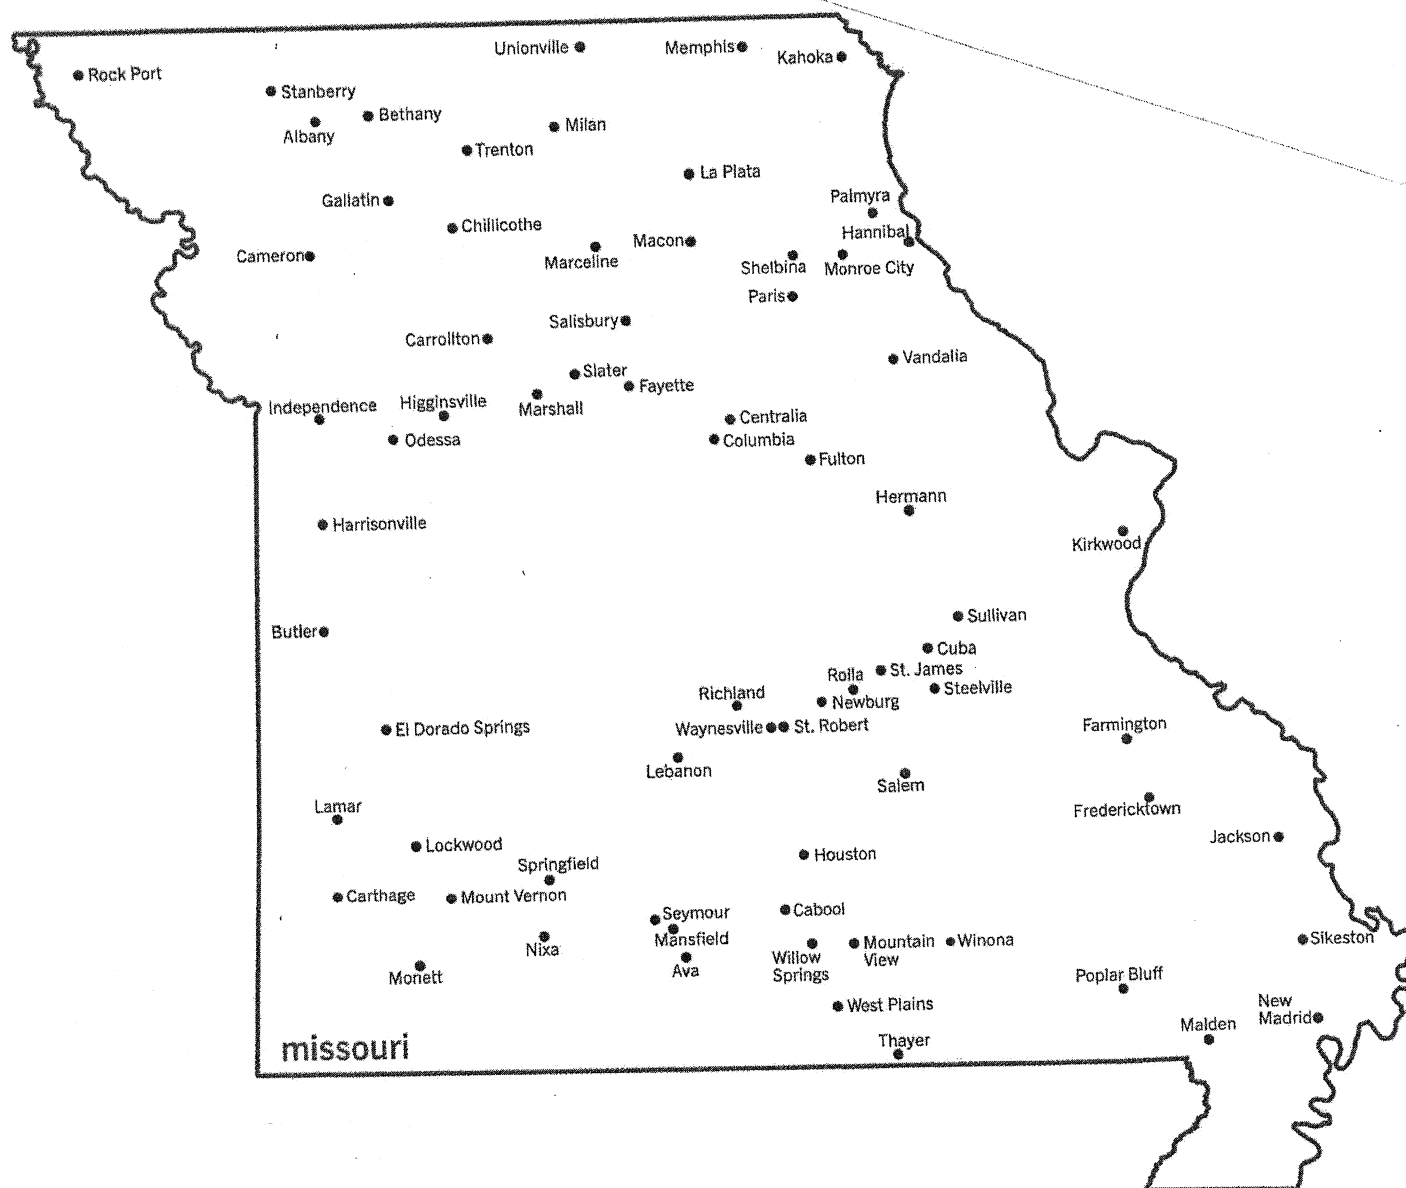 Unionville
Memphis
Kahoka
Rock Port
Stanberry
Bethany
Albany
Milan
Trenton
La Plata
Gallatin
Palmyra
Chillicothe
Hannibal
Macon
Cameron
Marceline
Shelbina
Monroe City
Paris
Salisbury
Carrollton
Vandalia
Slater
Fayette
Independence
Higginsville
Marshall
Centralia
Odessa
Columbia
Fulton
Hermann
Harrisonville
Kirkwood
Sullivan
Butler
Cuba
St. James
Rolla
Steelville
Richland
Newburg
El Dorado Springs
Waynesville
St. Robert
Farmington
Lebanon
Salem
Lamar
Fredericktown
Jackson
Lockwood
Houston
Springfield
Carthage
Mount Vernon
Seymour
Cabool
Mansfield
Nixa
Willow
Springs
Mountain
View
Winona
Sikeston
Ava
Monett
Poplar Bluff
West Plains
New
Madrid
Malden
Thayer
missouri